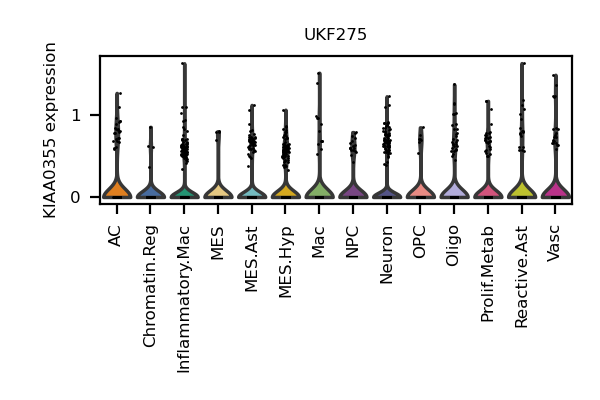 UKF275
KIAA0355 expression
1
0
AC
Chromatin.Reg
Inflammatory.Mac
MES
MES.Ast
MES.Hyp
Mac
NPC
Neuron
OPC
Oligo
Prolif.Metab
Reactive.Ast
Vasc